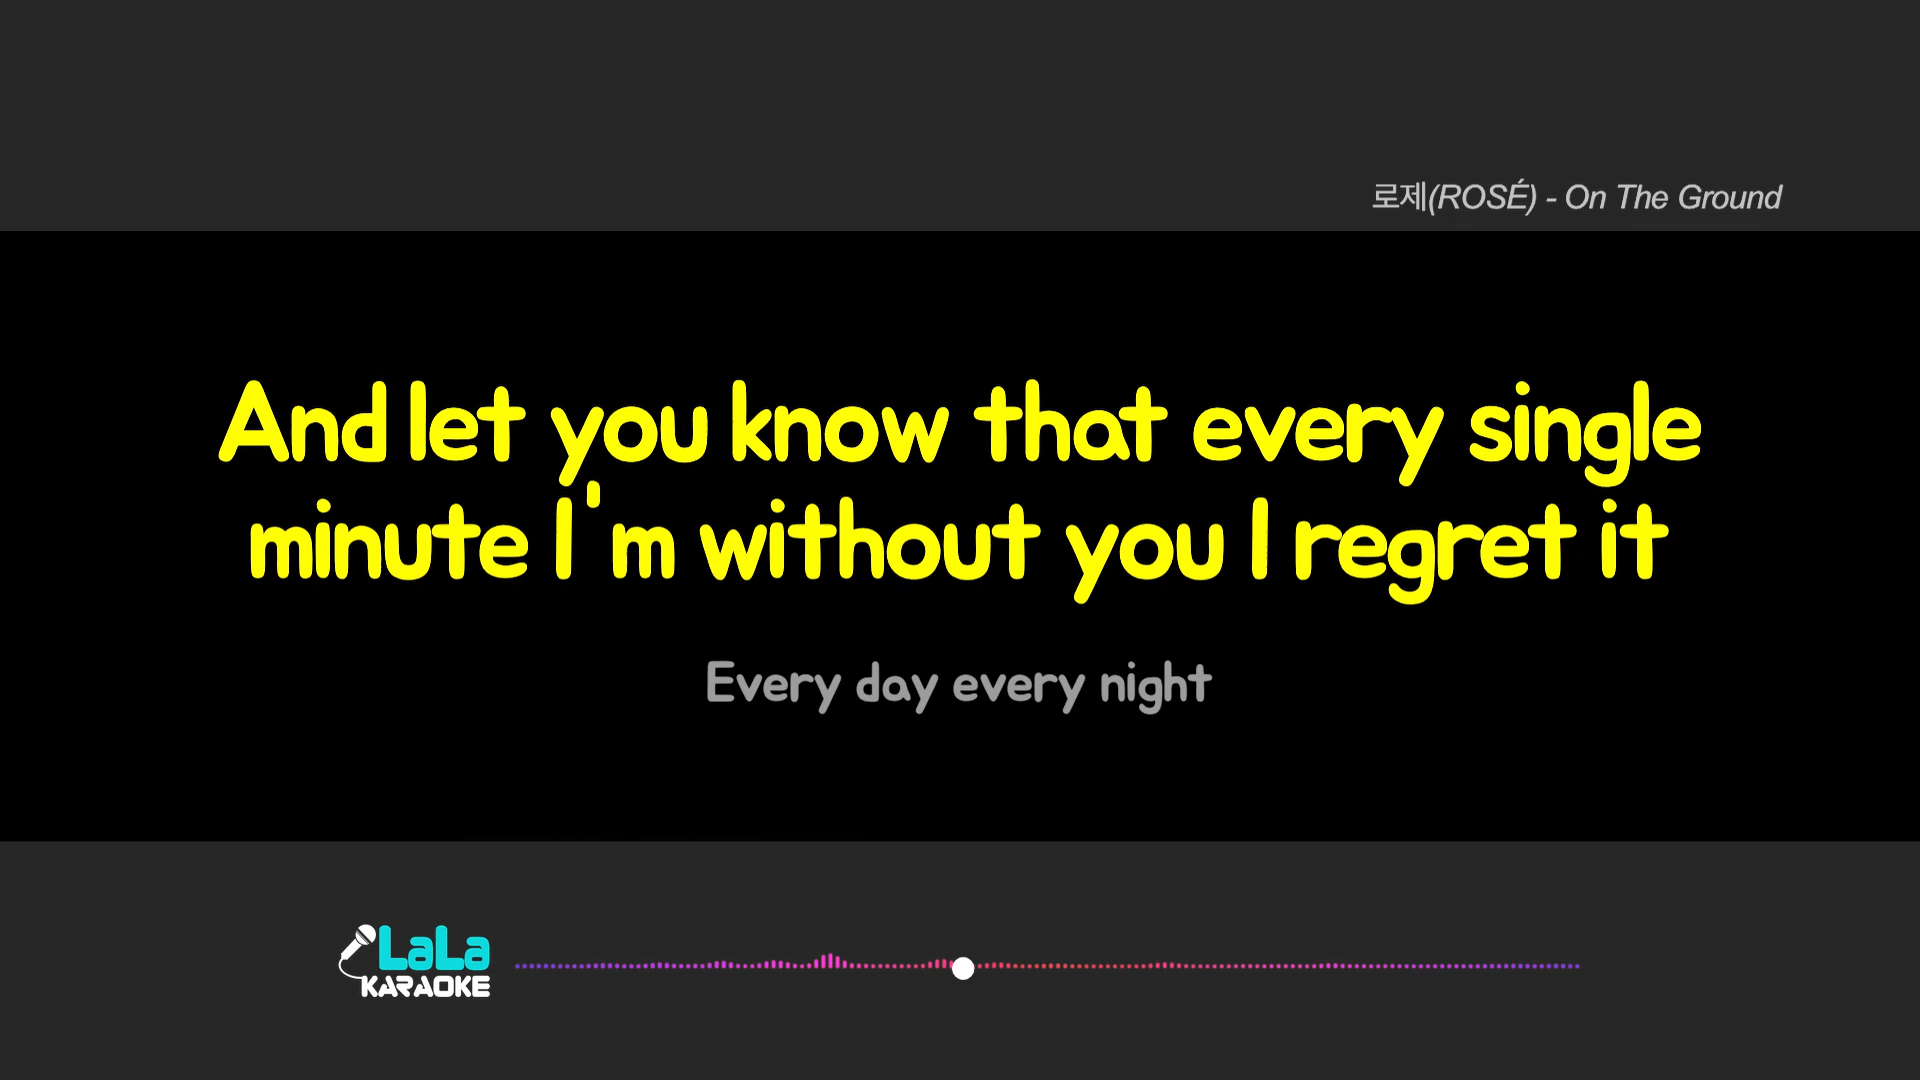 로제(ROSÉ) - On The Ground
And let you know that every single
minute I'm without you I regret it
Every day every night
LaLa
KARAOKE